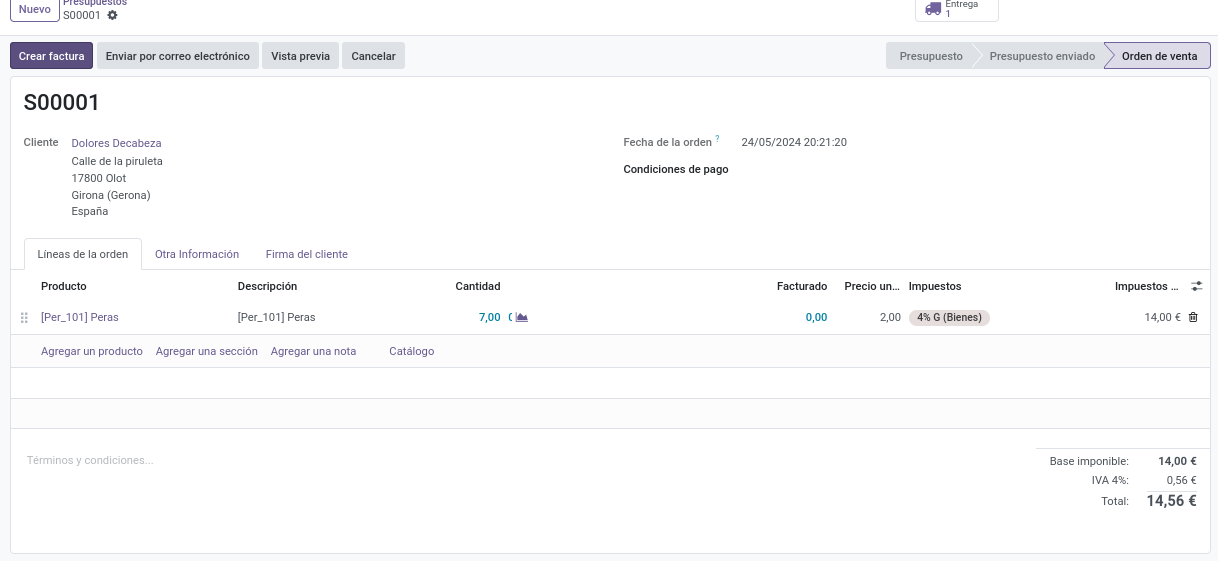 Nuevo
Presupuestos
S00001
Entrega
1
Crear factura
Enviar por correo electrónico
Vista previa
Cancelar
Presupuesto
Presupuesto enviado
Orden de venta
S00001
Cliente
Dolores Decabeza
Calle de la piruleta
17800 Olot
Girona (Gerona)
España
Fecha de la orden ?
24/05/2024 20:21:20
Condiciones de pago
Líneas de la orden
Otra Información
Firma del cliente
Producto Descripción Cantidad Facturado Precio un... Impuestos Impuestos ...
[Per_101] Peras [Per_101] Peras 7,00 0,00 2,00 4% G (Bienes) 14,00 €
Agregar un producto Agregar una sección Agregar una nota Catálogo
Términos y condiciones...
Base imponible: 14,00 €
IVA 4%: 0,56 €
Total: 14,56 €